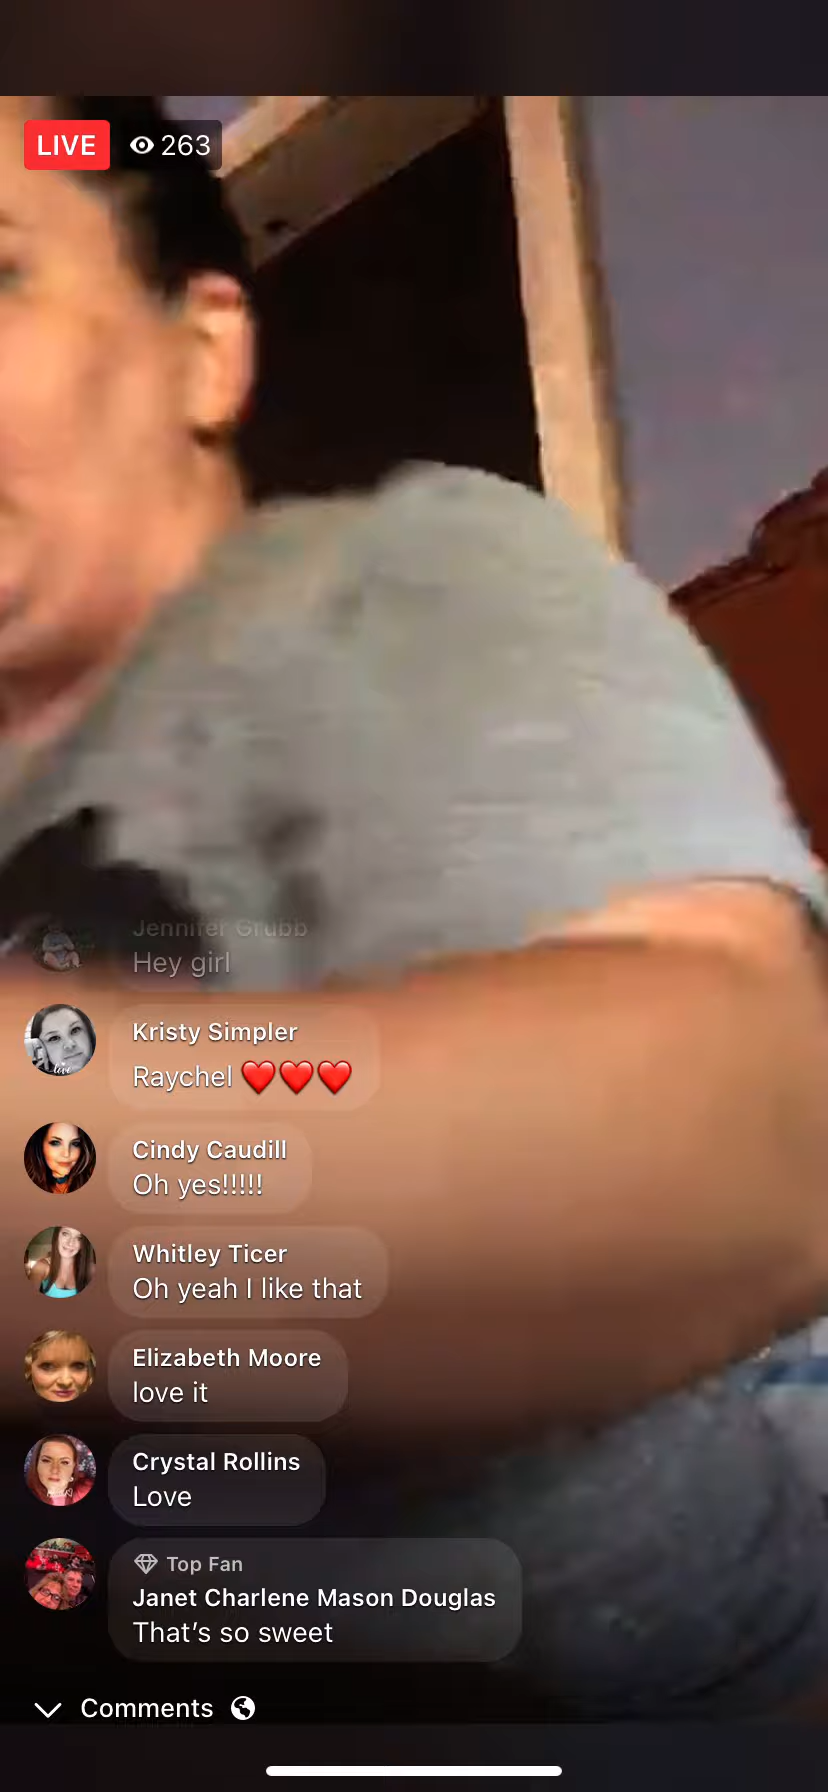 LIVE 263
Jennifer Grubb
Hey girl
Kristy Simpler
Raychel ❤️❤️❤️
Cindy Caudill
Oh yes!!!!!
Whitley Ticer
Oh yeah I like that
Elizabeth Moore
love it
Crystal Rollins
Love
Top Fan
Janet Charlene Mason Douglas
That’s so sweet
Comments